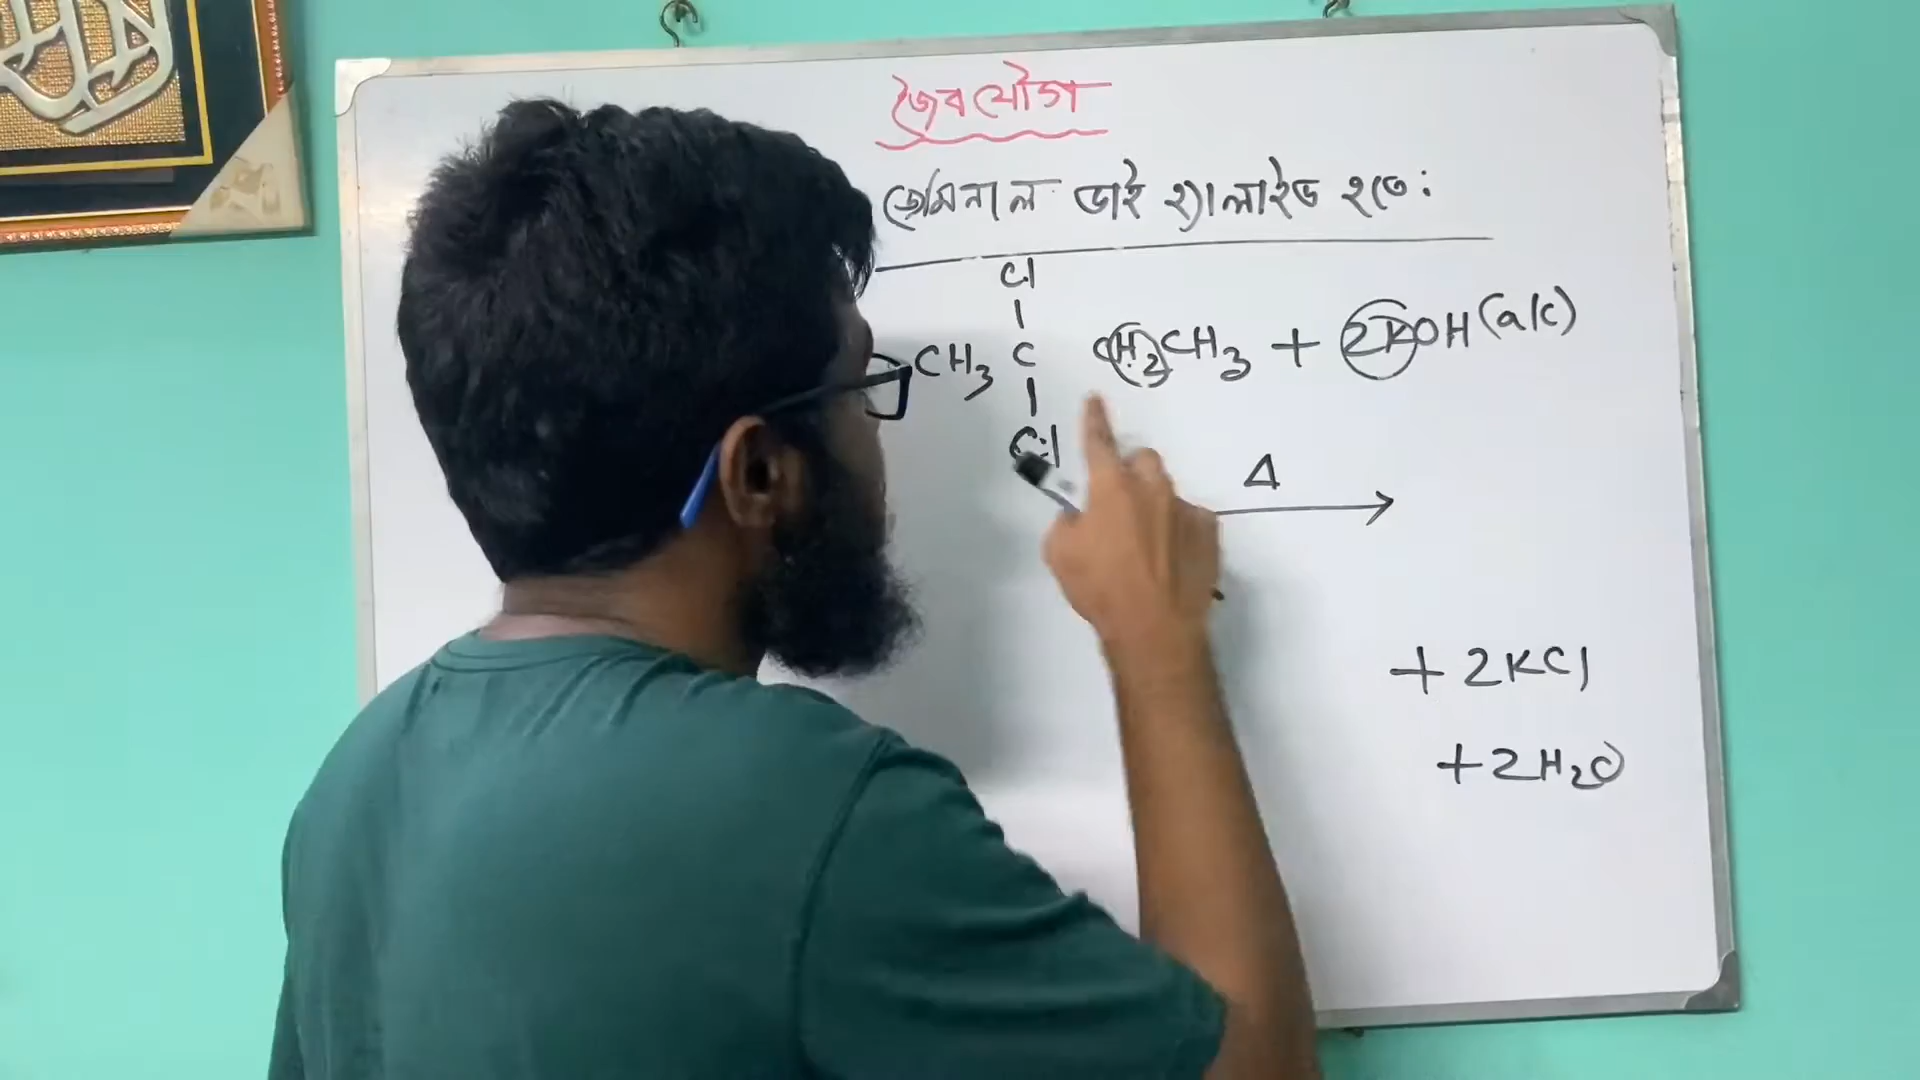 জৈব যৌগ
জেমিনাল ডাই হ্যালাইড হতে:
Cl
CH3 C CH2CH3 + 2KOH (alc)
Cl
Δ
+ 2KCl
+ 2H2O